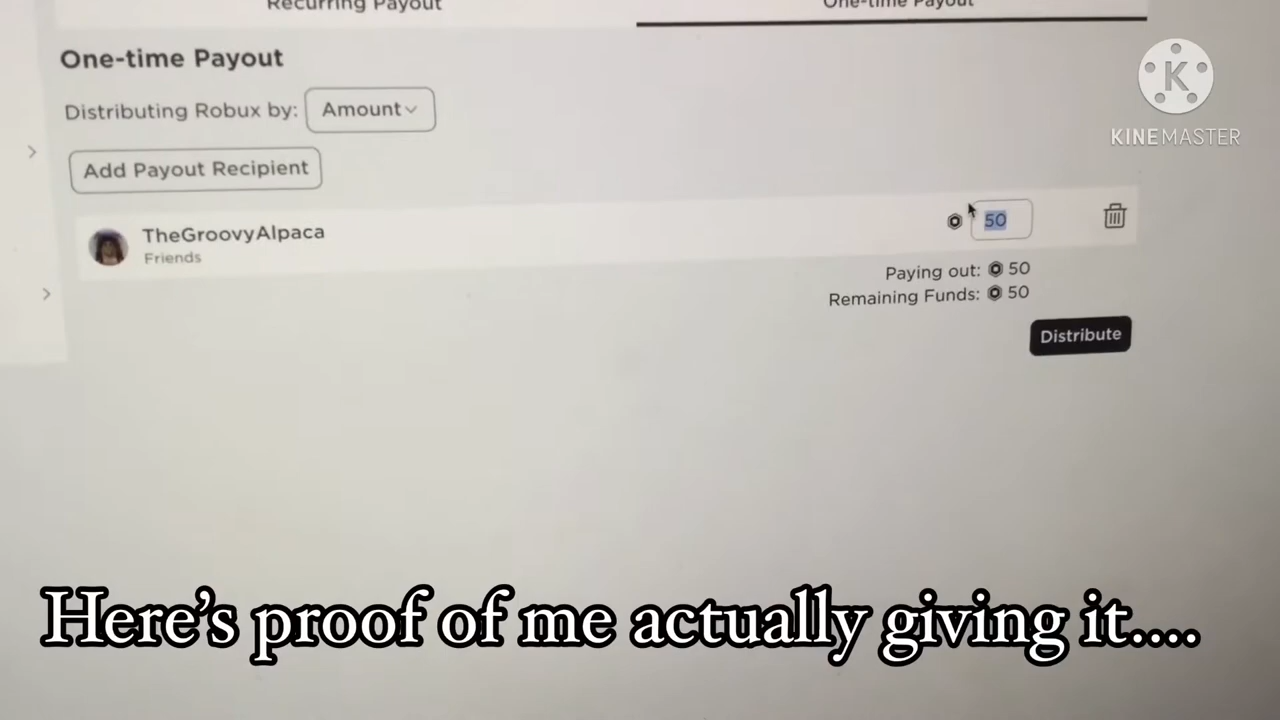 Recurring Payout
One-time Payout
One-time Payout
Distributing Robux by: Amount
Add Payout Recipient
TheGroovyAlpaca
Friends
50
Paying out: 50
Remaining Funds: 50
Distribute
KINEMASTER
Here's proof of me actually giving it....